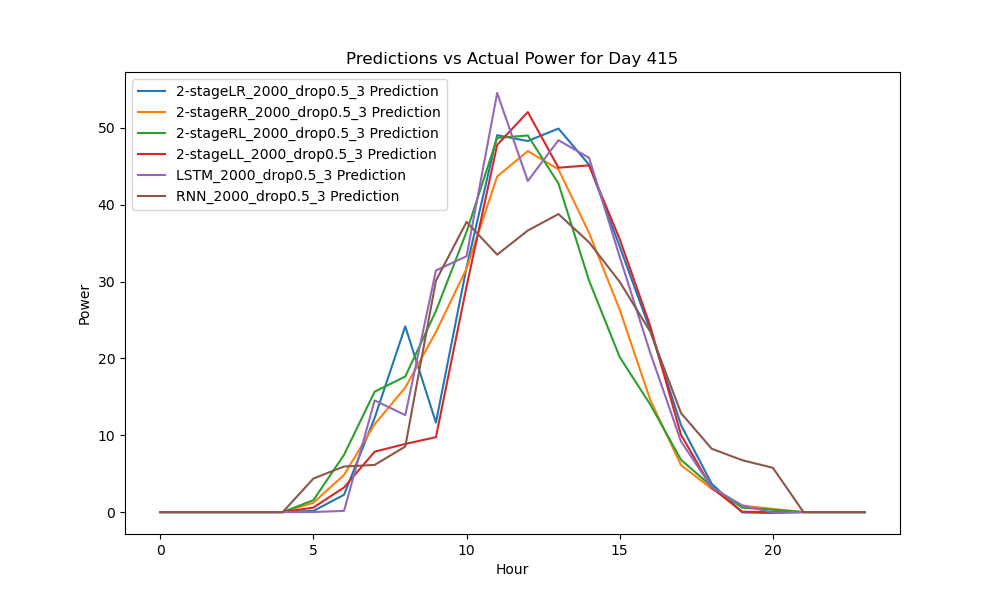 Predictions vs Actual Power for Day 415
2-stageLR_2000_drop0.5_3 Prediction
2-stageRR_2000_drop0.5_3 Prediction
2-stageRL_2000_drop0.5_3 Prediction
2-stageLL_2000_drop0.5_3 Prediction
LSTM_2000_drop0.5_3 Prediction
RNN_2000_drop0.5_3 Prediction
Power
50
40
30
20
10
0
0 5 10 15 20
Hour